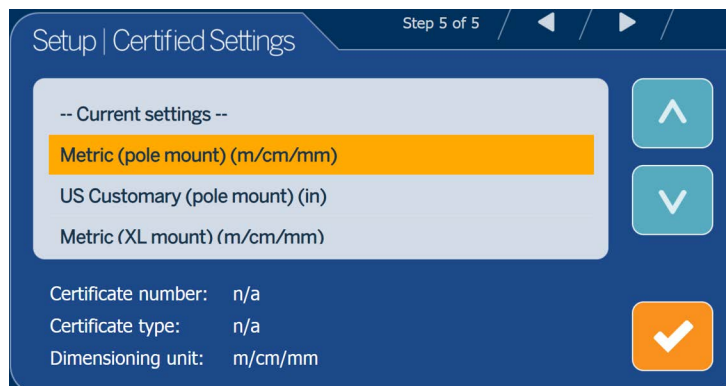 Setup | Certified Settings
Step 5 of 5
-- Current settings --
Metric (pole mount) (m/cm/mm)
US Customary (pole mount) (in)
Metric (XL mount) (m/cm/mm)
Certificate number: n/a
Certificate type: n/a
Dimensioning unit: m/cm/mm